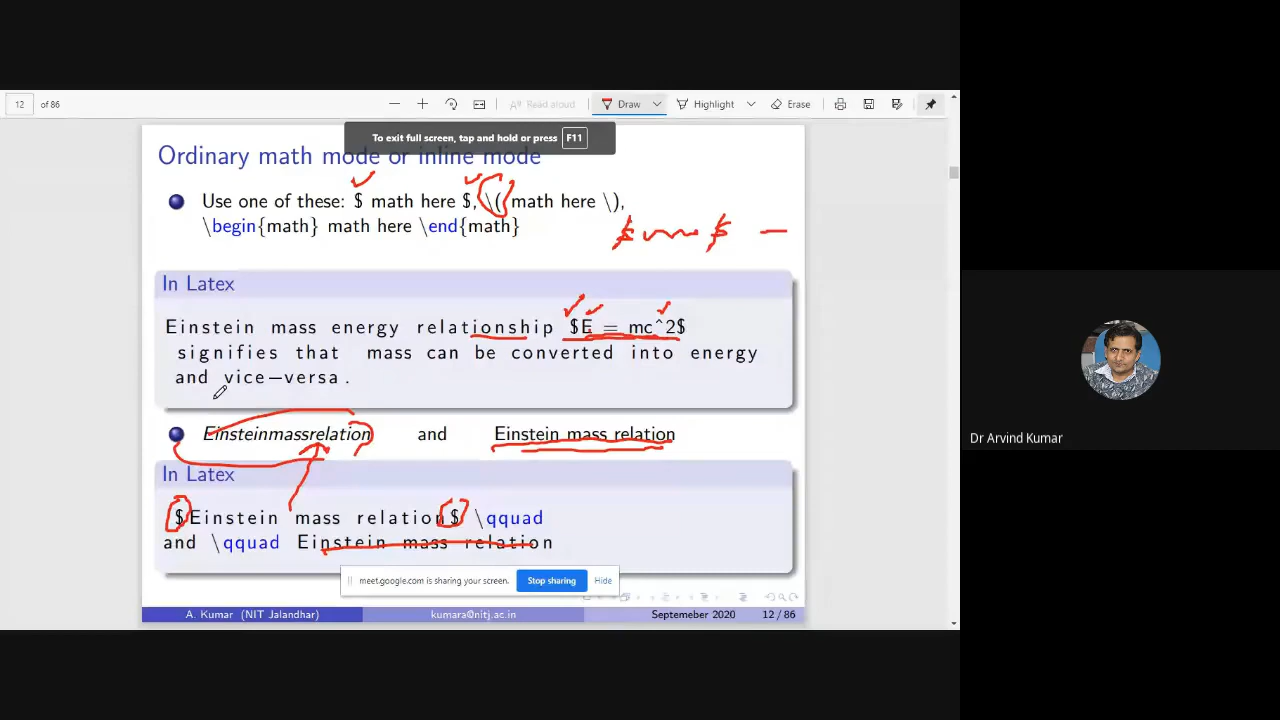 12 of 86
Read aloud Draw Highlight Erase
To exit full screen, tap and hold or press F11
Ordinary math mode or inline mode
Use one of these: $ math here $, \( math here \),
\begin{math} math here \end{math}
$ $ —
In Latex
Einstein mass energy relationship $E = mc^2$
signifies that mass can be converted into energy
and vice-versa.
Einsteinmassrelation and Einstein mass relation
In Latex
$Einstein mass relation$ \qquad
and \qquad Einstein mass relation
meet.google.com is sharing your screen. Stop sharing Hide
A. Kumar (NIT Jalandhar) kumara@nitj.ac.in Septemeber 2020 12 / 86
Dr Arvind Kumar